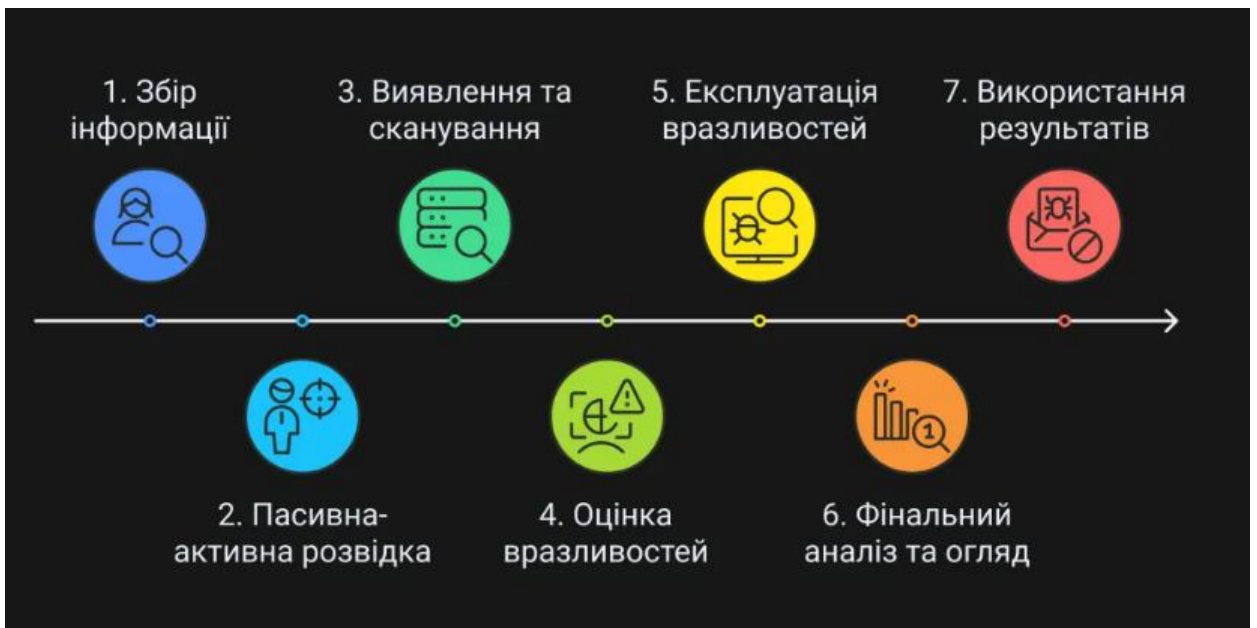 1. Збір
інформації
2. Пасивна-
активна розвідка
3. Виявлення та
сканування
4. Оцінка
вразливостей
5. Експлуатація
вразливостей
6. Фінальний
аналіз та огляд
7. Використання
результатів
1